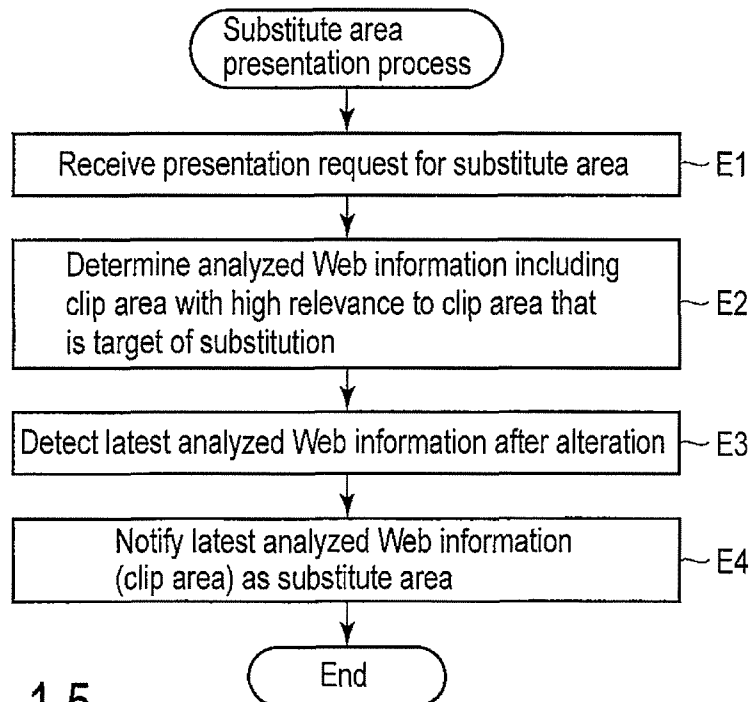 Substitute area
presentation process
Receive presentation request for substitute area
E1
Determine analyzed Web information including
clip area with high relevance to clip area that
is target of substitution
E2
Detect latest analyzed Web information after alteration
E3
Notify latest analyzed Web information
(clip area) as substitute area
E4
End
1 5